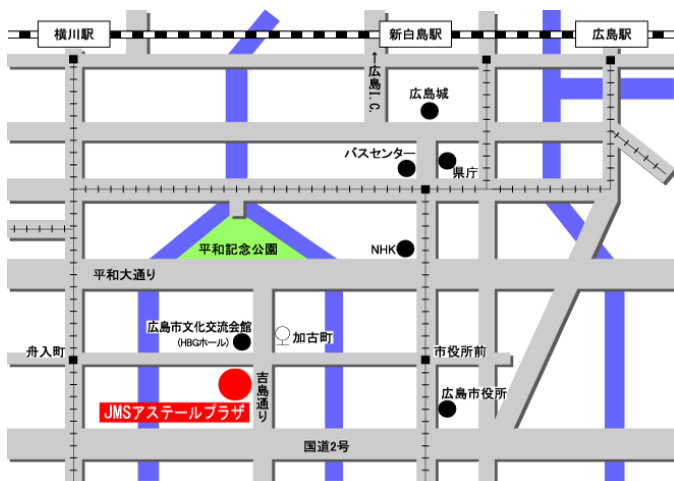 横川駅
新白島駅
広島駅
←広島I.C.
広島城
バスセンター
県庁
平和記念公園
NHK
平和大通り
広島市文化交流会館
(HBGホール)
加古町
舟入町
市役所前
吉島通り
JMSアステールプラザ
広島市役所
国道2号